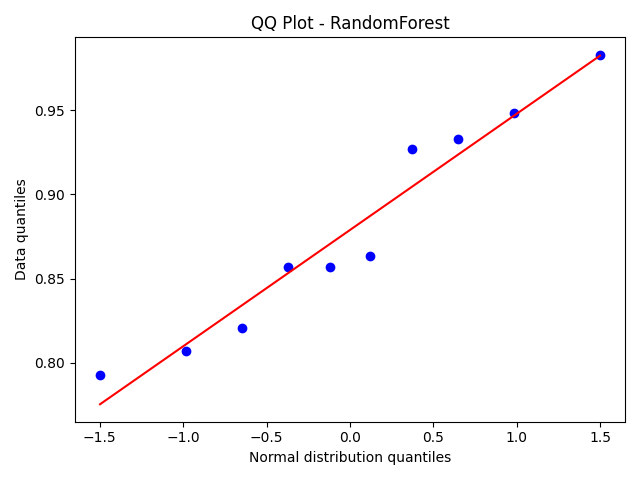 QQ Plot - RandomForest
Data quantiles
0.95
0.90
0.85
0.80
−1.5 −1.0 −0.5 0.0 0.5 1.0 1.5
Normal distribution quantiles